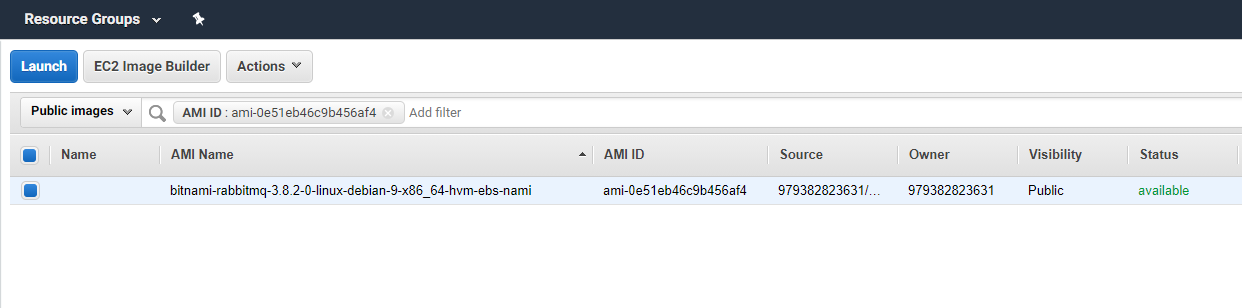 Resource Groups
Launch EC2 Image Builder Actions
Public images AMI ID : ami-0e51eb46c9b456af4 Add filter
Name AMI Name AMI ID Source Owner Visibility Status
bitnami-rabbitmq-3.8.2-0-linux-debian-9-x86_64-hvm-ebs-nami ami-0e51eb46c9b456af4 979382823631/... 979382823631 Public available